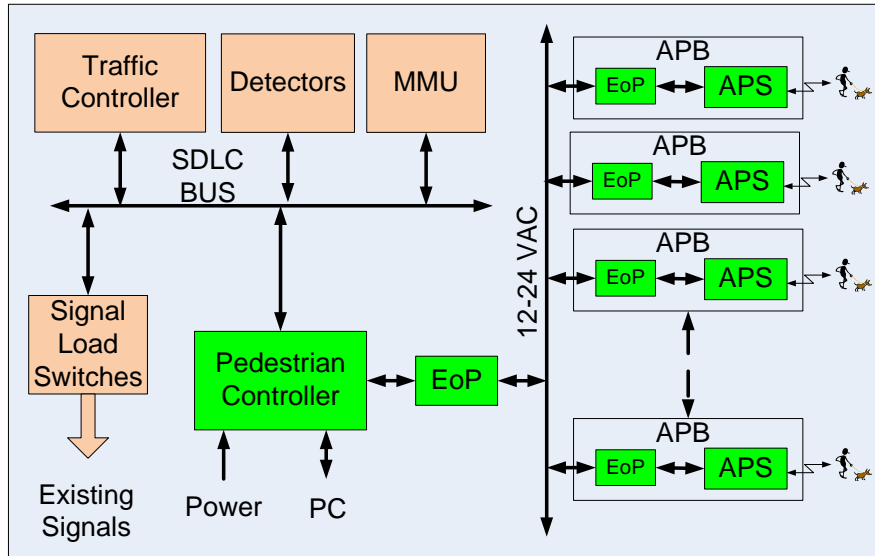 Traffic
Controller
Detectors
MMU
SDLC
BUS
Signal
Load
Switches
Existing
Signals
Pedestrian
Controller
Power
PC
EoP
12-24 VAC
APB
EoP
APS
APB
EoP
APS
APB
EoP
APS
APB
EoP
APS